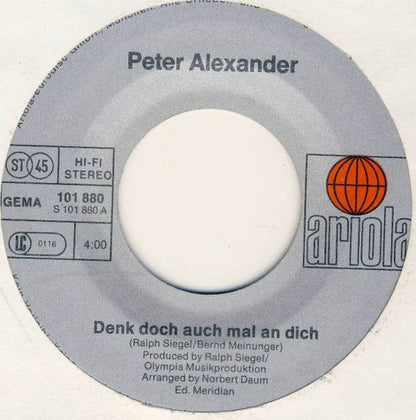 Peter Alexander
ST 45
HI-FI
STEREO
GEMA
101 880
S 101 880 A
LC 0116
4:00
ariola
Denk doch auch mal an dich
(Ralph Siegel/Bernd Meinunger)
Produced by Ralph Siegel/
Olympia Musikproduktion
Arranged by Norbert Daum
Ed. Meridian